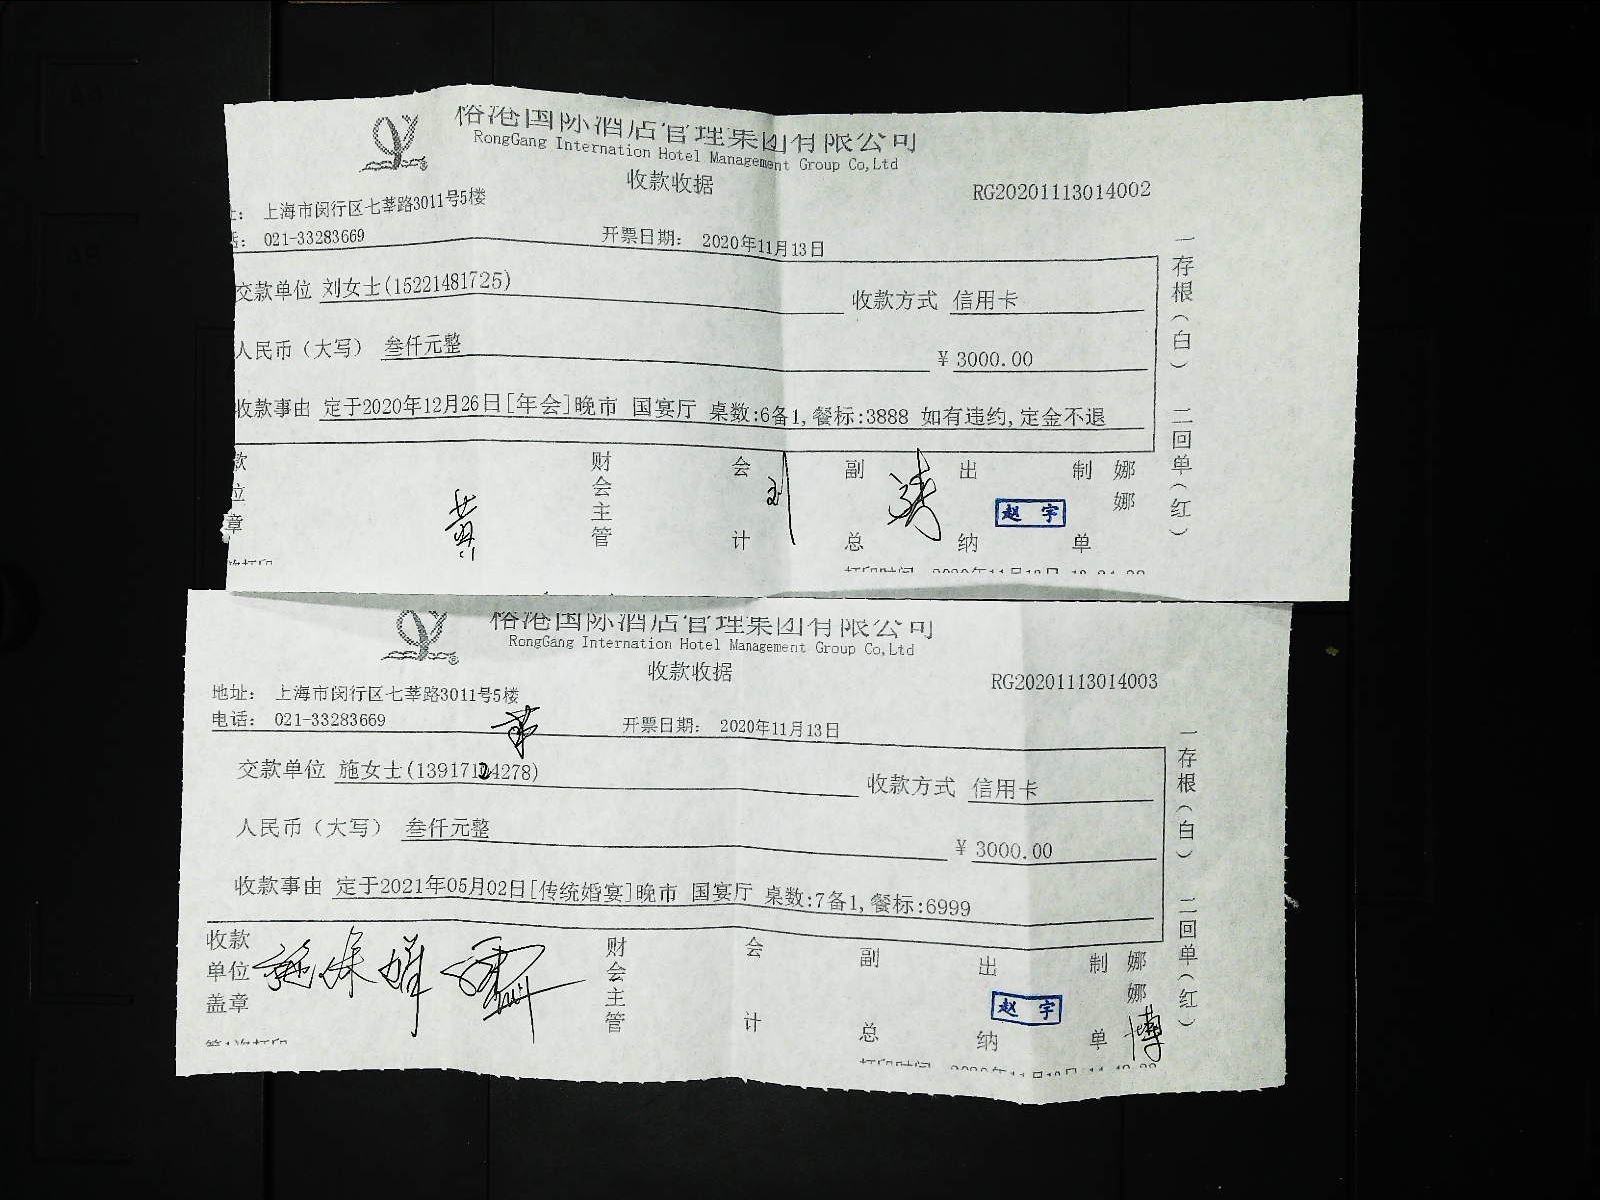 榕港国际酒店管理集团有限公司
RongGang Internation Hotel Management Group Co,Ltd
收款收据
RG20201113014002
址： 上海市闵行区七莘路3011号5楼
话： 021-33283669
开票日期： 2020年11月13日
交款单位 刘女士(15221481725)
收款方式 信用卡
人民币（大写） 叁仟元整
¥ 3000.00
收款事由 定于2020年12月26日[年会]晚市 国宴厅 桌数:6备1,餐标:3888 如有违约,定金不退
款位章
黄
财会主管
会计
刘
副总
出纳
赵宇
制单
娜娜
一存根（白） 二回单（红）
榕港国际酒店管理集团有限公司
RongGang Internation Hotel Management Group Co,Ltd
收款收据
RG20201113014003
地址： 上海市闵行区七莘路3011号5楼
电话： 021-33283669
开票日期： 2020年11月13日
交款单位 施女士(13917124278)
收款方式 信用卡
人民币（大写） 叁仟元整
¥ 3000.00
收款事由 定于2021年05月02日[传统婚宴]晚市 国宴厅 桌数:7备1,餐标:6999
收款
单位
盖章
财会主管
会计
副总
出纳
赵宇
制单
娜娜
一存根（白） 二回单（红）